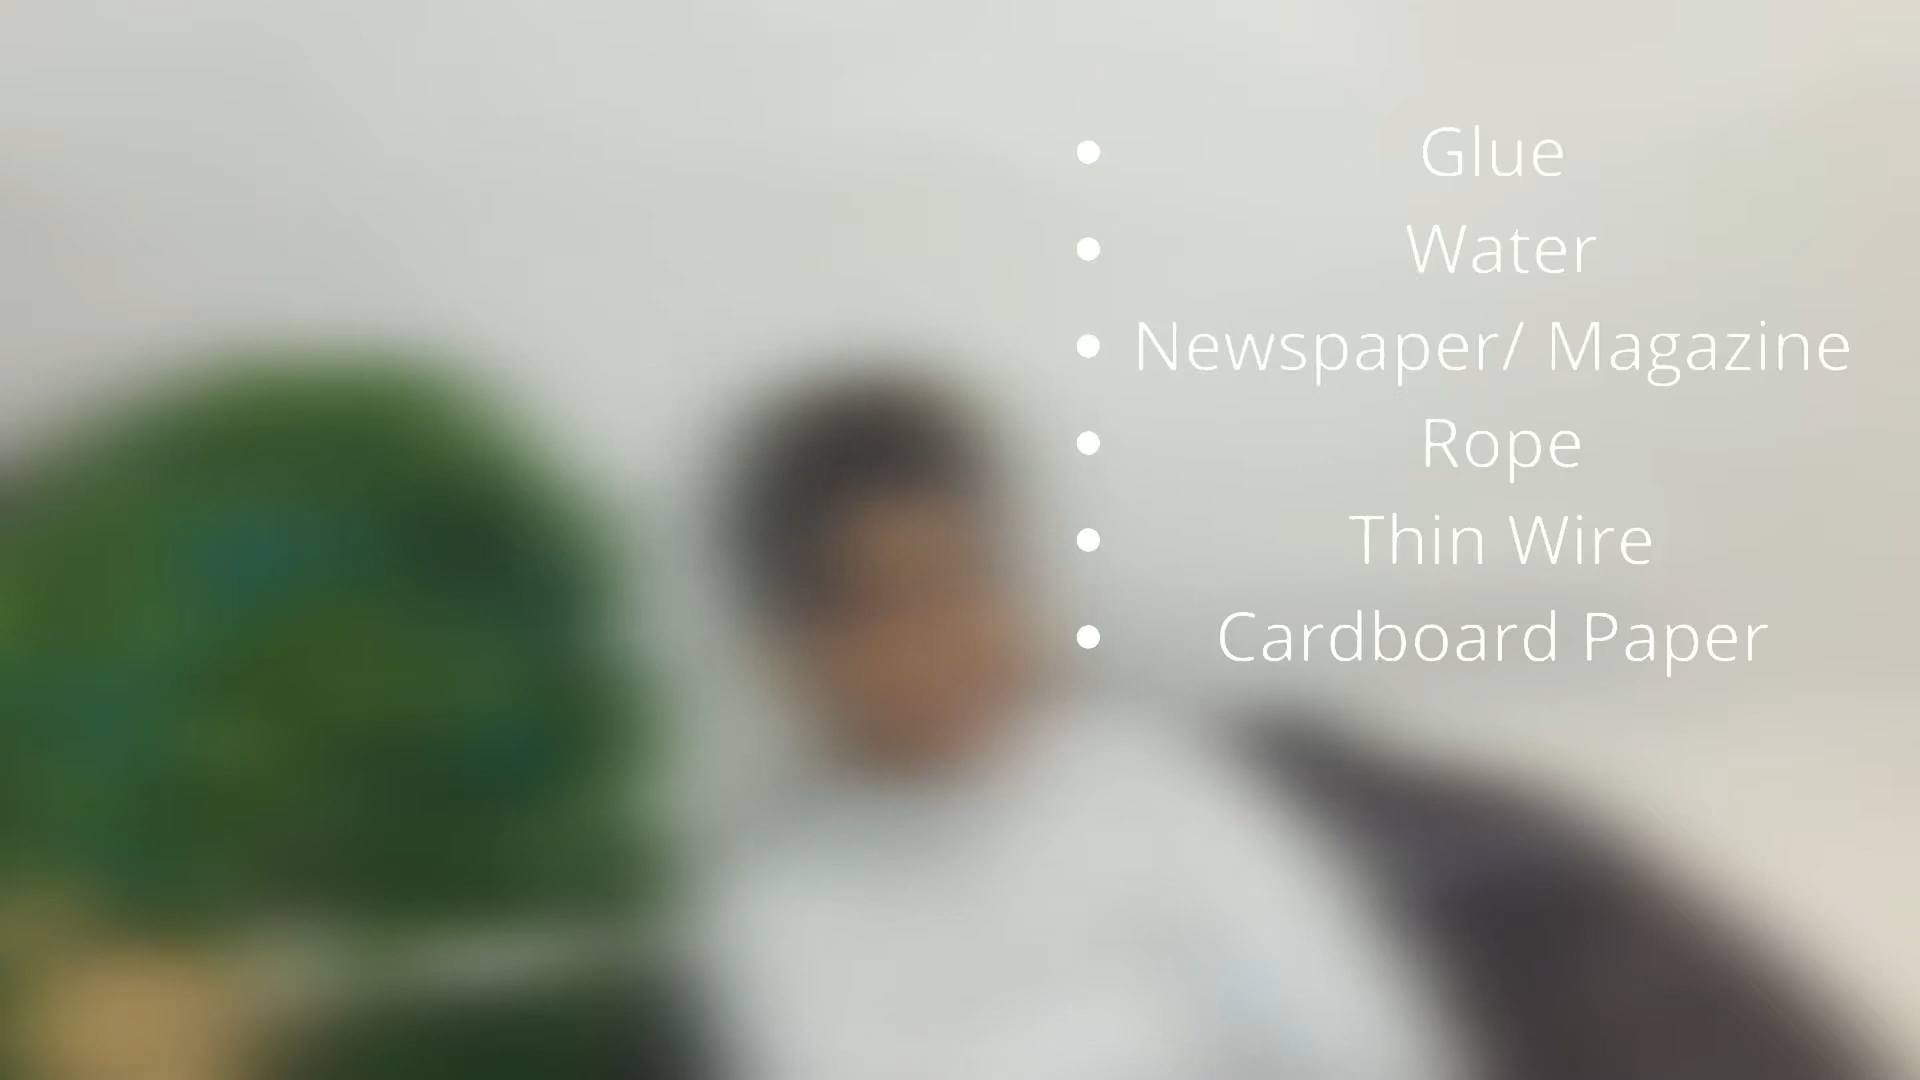 • Glue
• Water
• Newspaper/ Magazine
• Rope
• Thin Wire
• Cardboard Paper